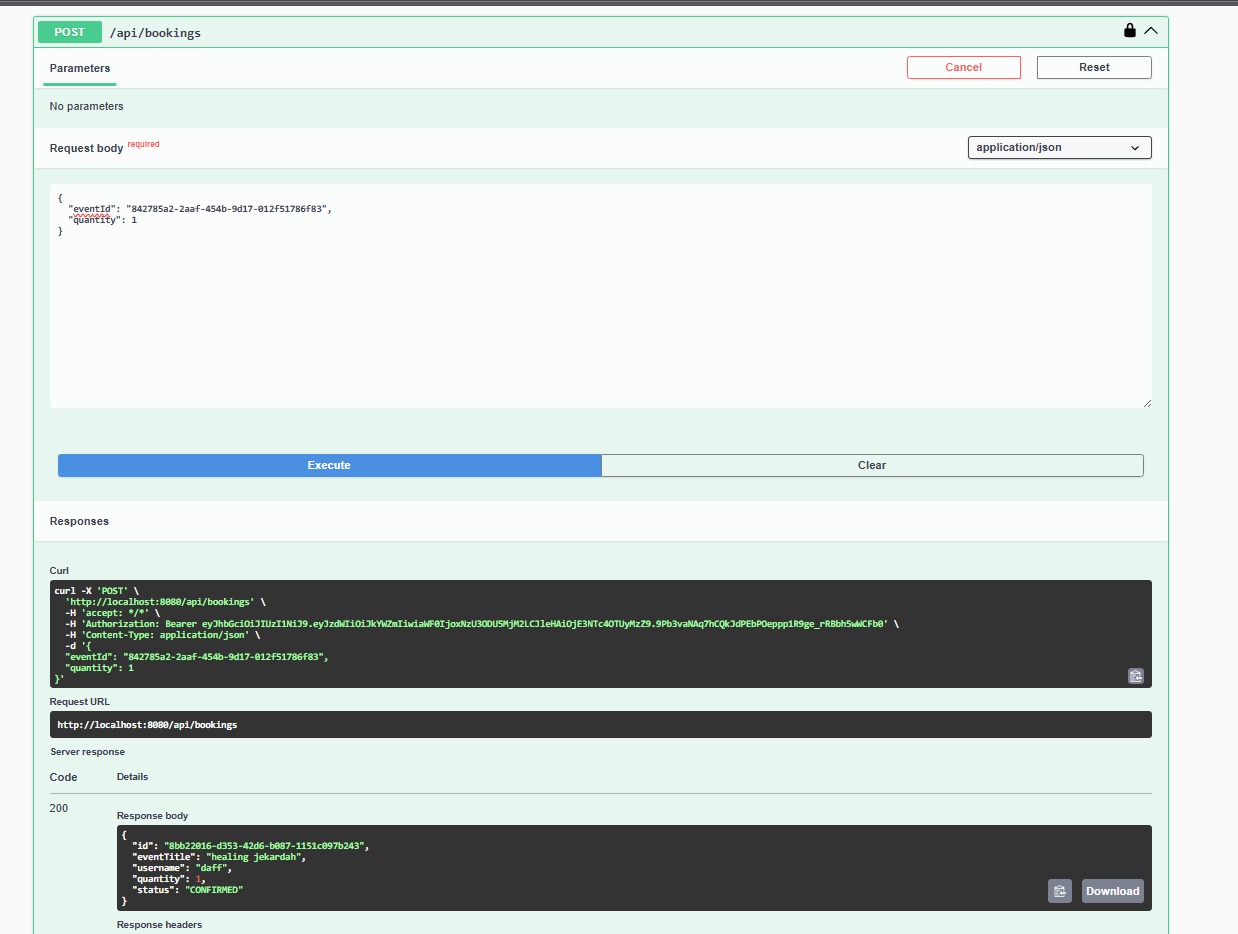 POST /api/bookings
Parameters
Cancel
Reset
No parameters
Request body required
application/json
{
  "eventId": "842785a2-2aaf-454b-9d17-012f51786f83",
  "quantity": 1
}
Execute
Clear
Responses
Curl
curl -X 'POST' \
  'http://localhost:8080/api/bookings' \
  -H 'accept: */*' \
  -H 'Authorization: Bearer eyJhbGciOiJIUzI1NiJ9.eyJzdWIiOiJkYWZmIiwiaWF0IjoxNzU3ODU5MjM2LCJleHAiOjE3NTc4OTUyMzZ9.9Pb3vaNAq7hCQkJdPEbPOeppp1R9ge_rRBbh5wWCFb0' \
  -H 'Content-Type: application/json' \
  -d '{
  "eventId": "842785a2-2aaf-454b-9d17-012f51786f83",
  "quantity": 1
}'
Request URL
http://localhost:8080/api/bookings
Server response
Code
Details
200
Response body
{
  "id": "8bb22016-d353-42d6-b087-1151c097b243",
  "eventTitle": "healing jekardah",
  "username": "daff",
  "quantity": 1,
  "status": "CONFIRMED"
}
Download
Response headers